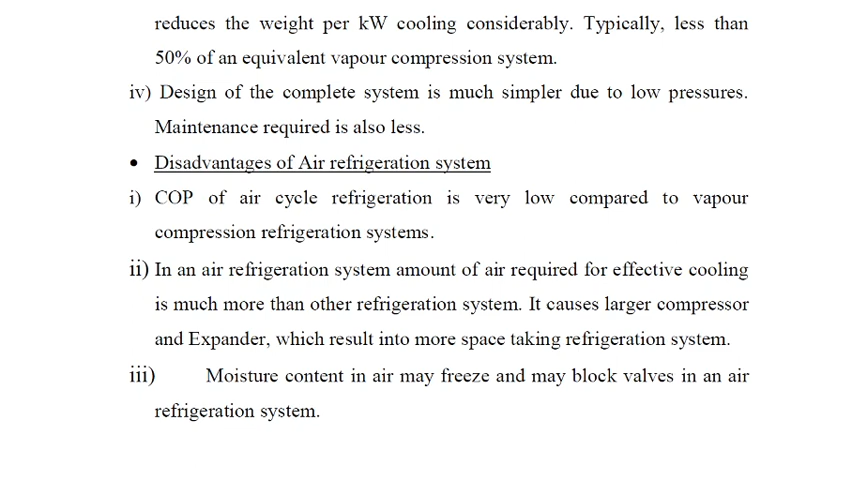 reduces the weight per kW cooling considerably. Typically, less than
50% of an equivalent vapour compression system.
iv) Design of the complete system is much simpler due to low pressures.
Maintenance required is also less.
• Disadvantages of Air refrigeration system
i) COP of air cycle refrigeration is very low compared to vapour
compression refrigeration systems.
ii) In an air refrigeration system amount of air required for effective cooling
is much more than other refrigeration system. It causes larger compressor
and Expander, which result into more space taking refrigeration system.
iii) Moisture content in air may freeze and may block valves in an air
refrigeration system.